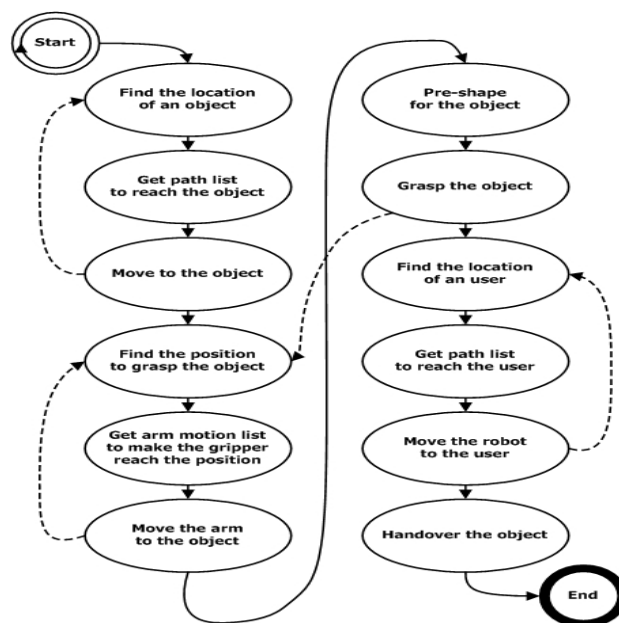 Start
Find the location
of an object
Get path list
to reach the object
Move to the object
Find the position
to grasp the object
Get arm motion list
to make the gripper
reach the position
Move the arm
to the object
Pre-shape
for the object
Grasp the object
Find the location
of an user
Get path list
to reach the user
Move the robot
to the user
Handover the object
End